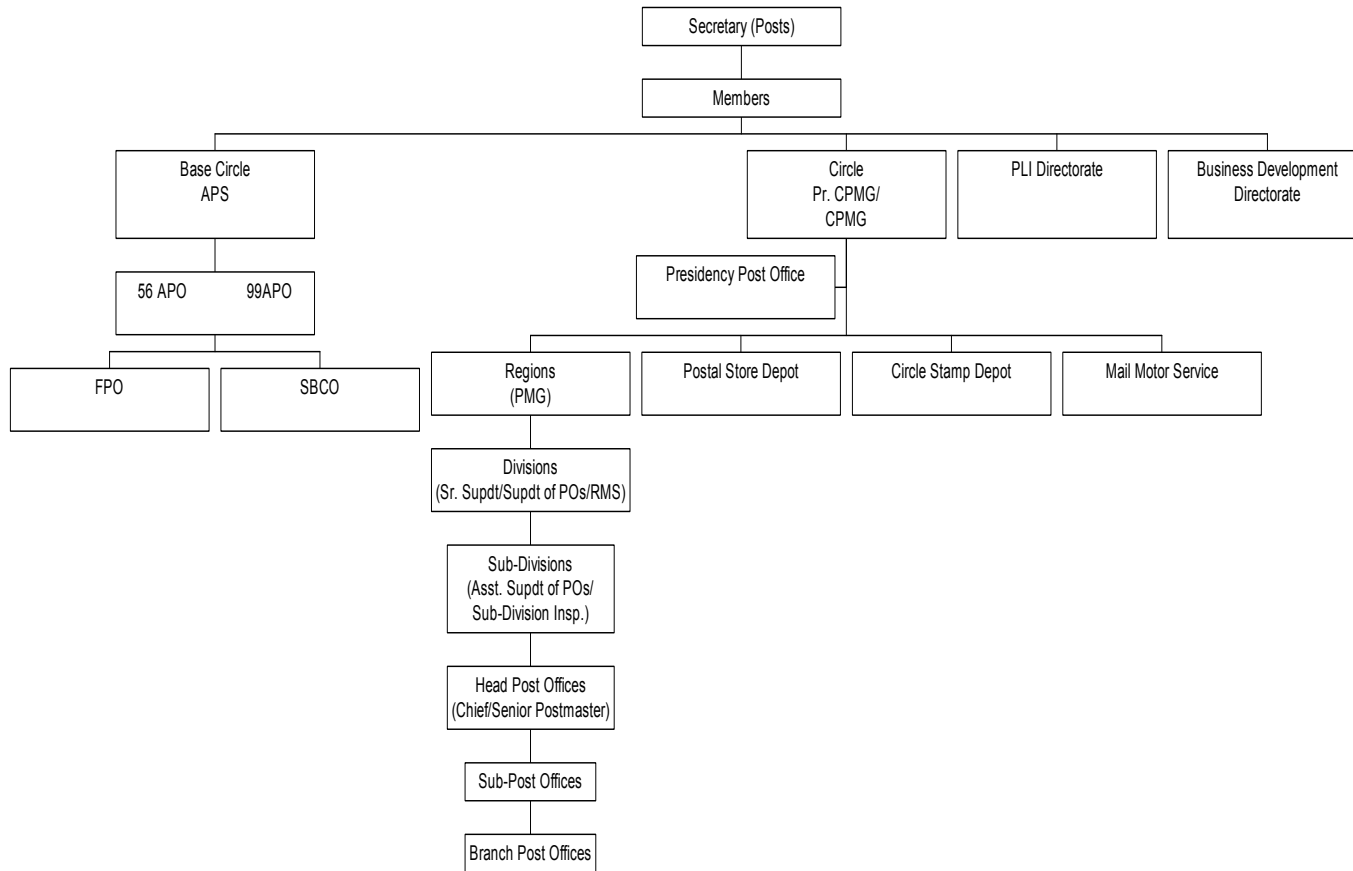 Secretary (Posts)
Members
Base Circle
APS
Circle
Pr. CPMG/
CPMG
PLI Directorate
Business Development
Directorate
56 APO 99APO
Presidency Post Office
FPO
SBCO
Regions
(PMG)
Postal Store Depot
Circle Stamp Depot
Mail Motor Service
Divisions
(Sr. Supdt/Supdt of POs/RMS)
Sub-Divisions
(Asst. Supdt of POs/
Sub-Division Insp.)
Head Post Offices
(Chief/Senior Postmaster)
Sub-Post Offices
Branch Post Offices